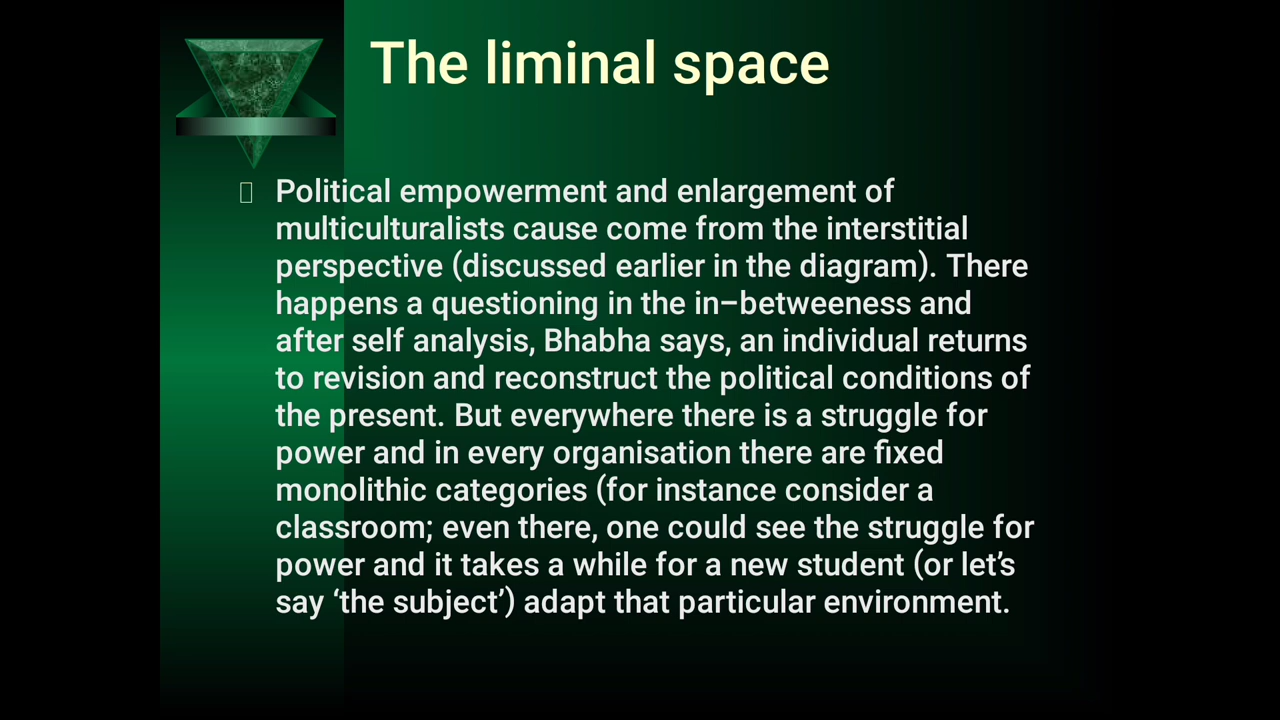 The liminal space
Political empowerment and enlargement of
multiculturalists cause come from the interstitial
perspective (discussed earlier in the diagram). There
happens a questioning in the in–betweeness and
after self analysis, Bhabha says, an individual returns
to revision and reconstruct the political conditions of
the present. But everywhere there is a struggle for
power and in every organisation there are fixed
monolithic categories (for instance consider a
classroom; even there, one could see the struggle for
power and it takes a while for a new student (or let’s
say ‘the subject’) adapt that particular environment.